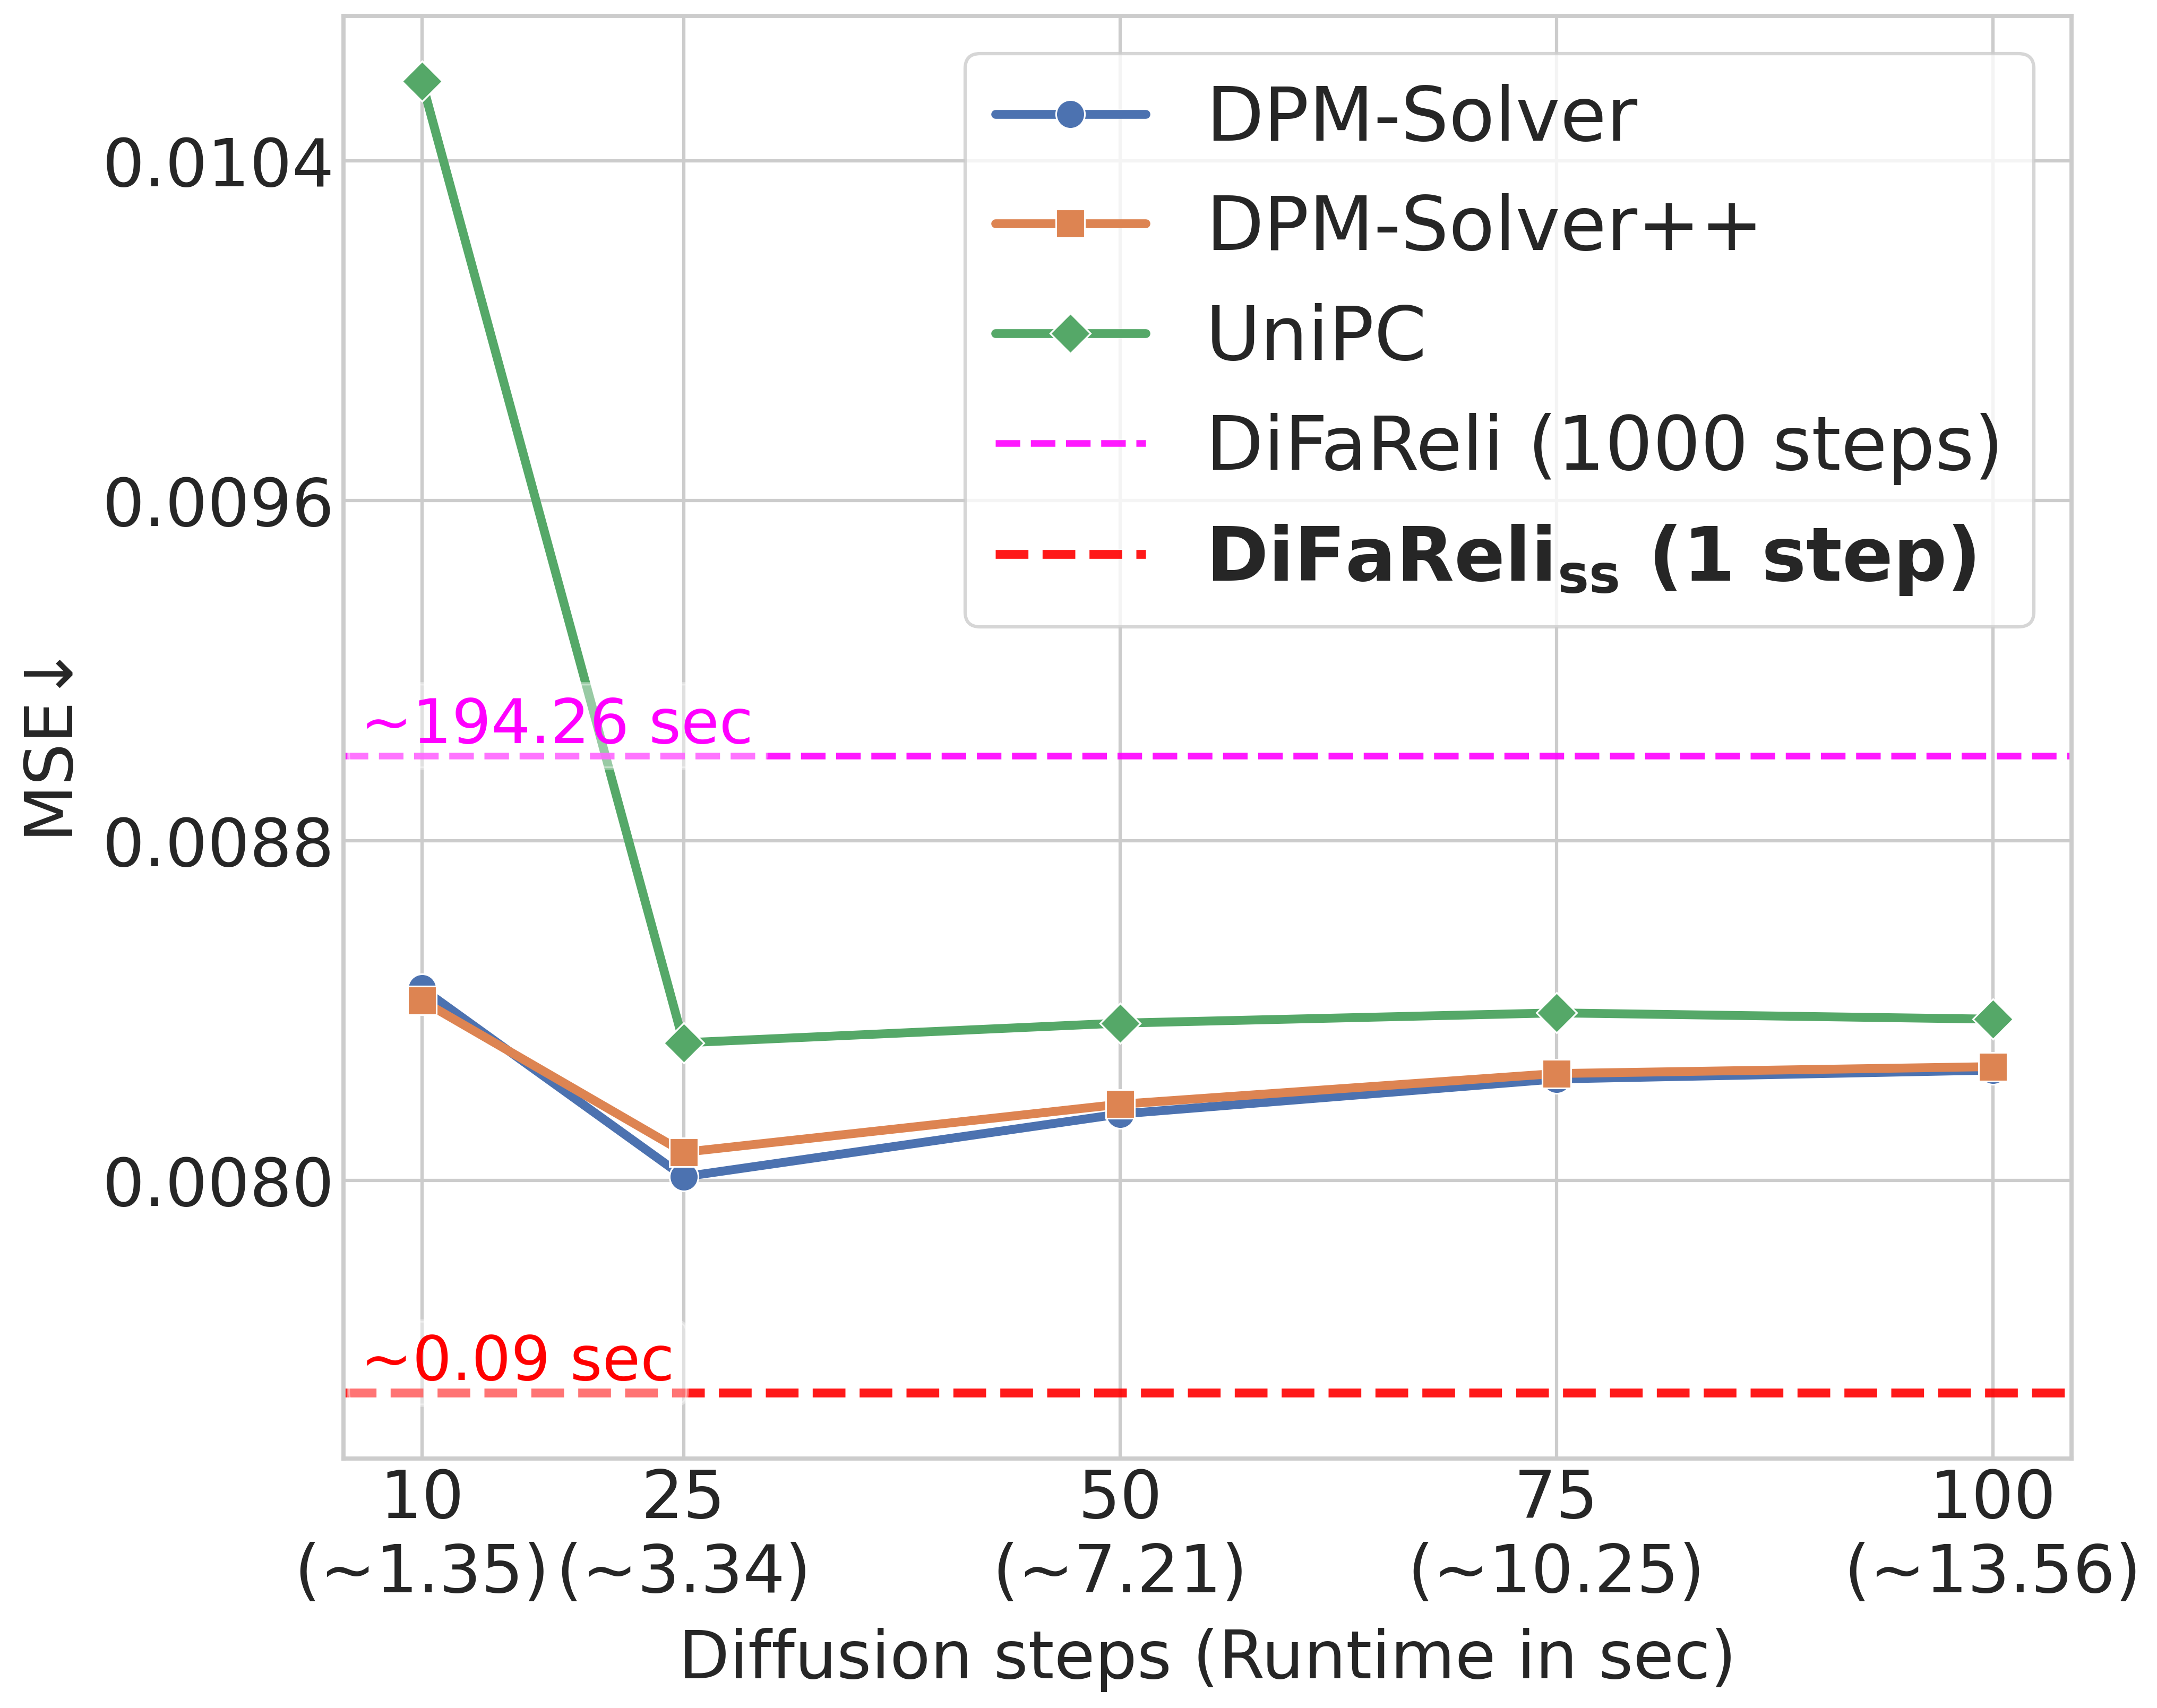 DPM-Solver
DPM-Solver++
UniPC
DiFaReli (1000 steps)
DiFaReliss (1 step)
0.0104
0.0096
0.0088
0.0080
MSE↓
~194.26 sec
~0.09 sec
10 25 50 75 100
(~1.35) (~3.34) (~7.21) (~10.25) (~13.56)
Diffusion steps (Runtime in sec)